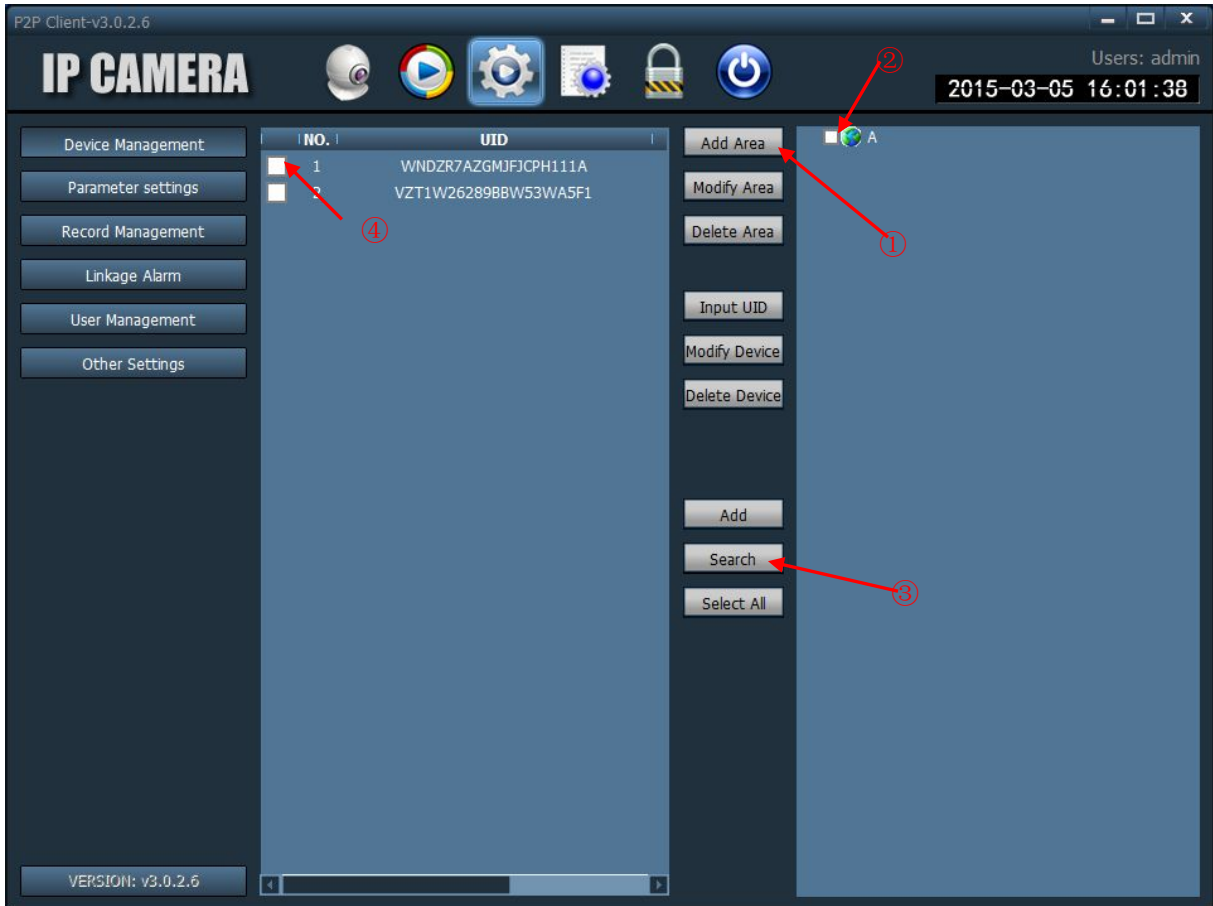 P2P Client-v3.0.2.6
IP CAMERA
Users: admin
2015-03-05 16:01:38
②
Device Management
Parameter settings
Record Management
Linkage Alarm
User Management
Other Settings
VERSION: v3.0.2.6
NO. UID
1 WNDZR7AZGMJFJCPH111A
2 VZT1W26289BBW53WA5F1
④
Add Area
Modify Area
Delete Area
Input UID
Modify Device
Delete Device
Add
Search
Select All
A
①
③